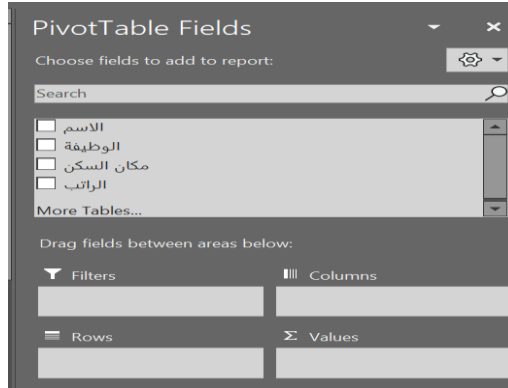 PivotTable Fields
Choose fields to add to report:
Search
الاسم
الوظيفة
مكان السكن
الراتب
More Tables...
Drag fields between areas below:
Filters
Columns
Rows
Σ Values